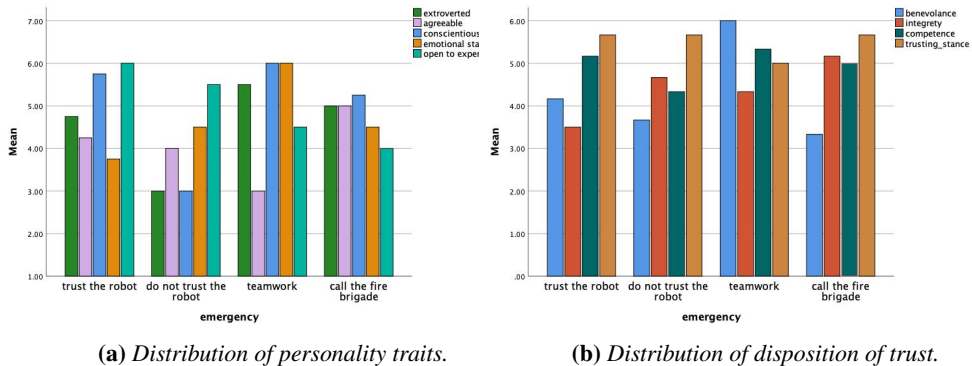 7.00
6.00
5.00
4.00
3.00
2.00
1.00
Mean
trust the robot
do not trust the
robot
teamwork
call the fire
brigade
emergency
extroverted
agreeable
conscientious
emotional sta
open to exper
(a) Distribution of personality traits.
6.00
5.00
4.00
3.00
2.00
1.00
.00
Mean
trust the robot
do not trust the
robot
teamwork
call the fire
brigade
emergency
benevolance
integrety
competence
trusting_stance
(b) Distribution of disposition of trust.